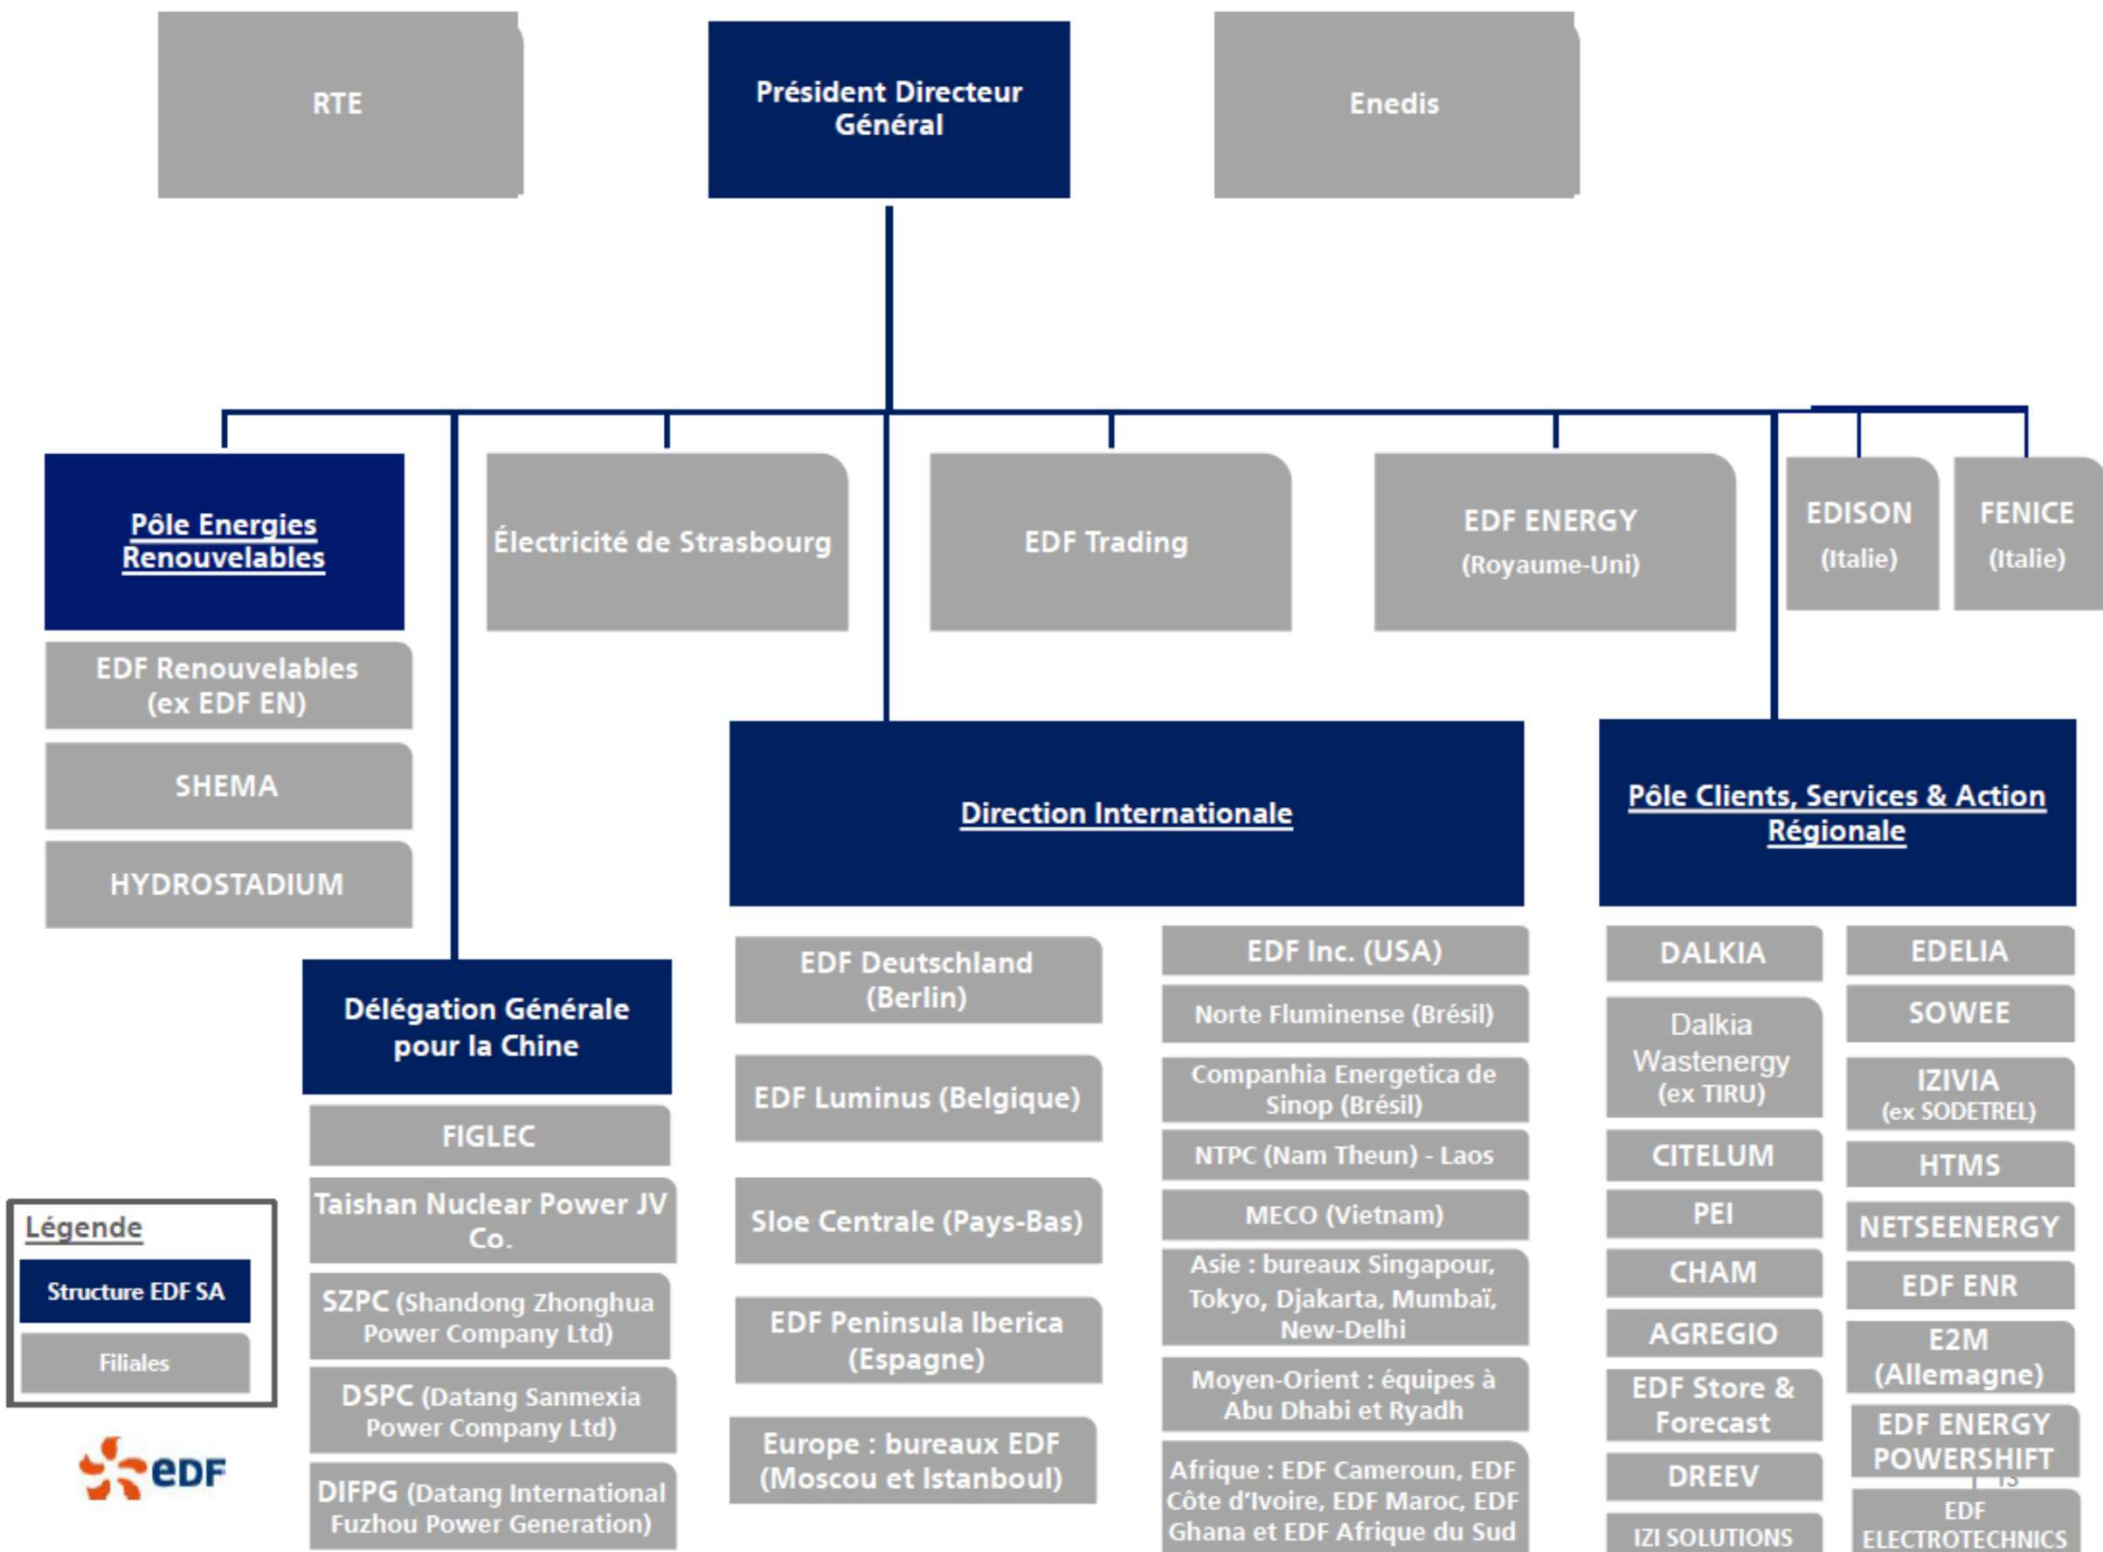 RTE
Président Directeur
Général
Enedis
Pôle Energies
Renouvelables
Électricité de Strasbourg
EDF Trading
EDF ENERGY
(Royaume-Uni)
EDISON
(Italie)
FENICE
(Italie)
EDF Renouvelables
(ex EDF EN)
SHEMA
HYDROSTADIUM
Délégation Générale
pour la Chine
FIGLEC
Taishan Nuclear Power JV
Co.
SZPC (Shandong Zhonghua
Power Company Ltd)
DSPC (Datang Sanmexia
Power Company Ltd)
DIFPG (Datang International
Fuzhou Power Generation)
Direction Internationale
EDF Deutschland
(Berlin)
EDF Luminus (Belgique)
Sloe Centrale (Pays-Bas)
EDF Peninsula Iberica
(Espagne)
Europe : bureaux EDF
(Moscou et Istanboul)
EDF Inc. (USA)
Norte Fluminense (Brésil)
Companhia Energetica de
Sinop (Brésil)
NTPC (Nam Theun) - Laos
MECO (Vietnam)
Asie : bureaux Singapour,
Tokyo, Djakarta, Mumbaï,
New-Delhi
Moyen-Orient : équipes à
Abu Dhabi et Ryadh
Afrique : EDF Cameroun, EDF
Côte d'Ivoire, EDF Maroc, EDF
Ghana et EDF Afrique du Sud
Pôle Clients, Services & Action
Régionale
DALKIA
Dalkia
Wastenergy
(ex TIRU)
CITELUM
PEI
CHAM
AGREGIO
EDF Store &
Forecast
DREEV
IZI SOLUTIONS
EDELIA
SOWEE
IZIVIA
(ex SODETREL)
HTMS
NETSEENERGY
EDF ENR
E2M
(Allemagne)
EDF ENERGY
POWERSHIFT
EDF
ELECTROTECHNICS
Légende
Structure EDF SA
Filiales
eDF